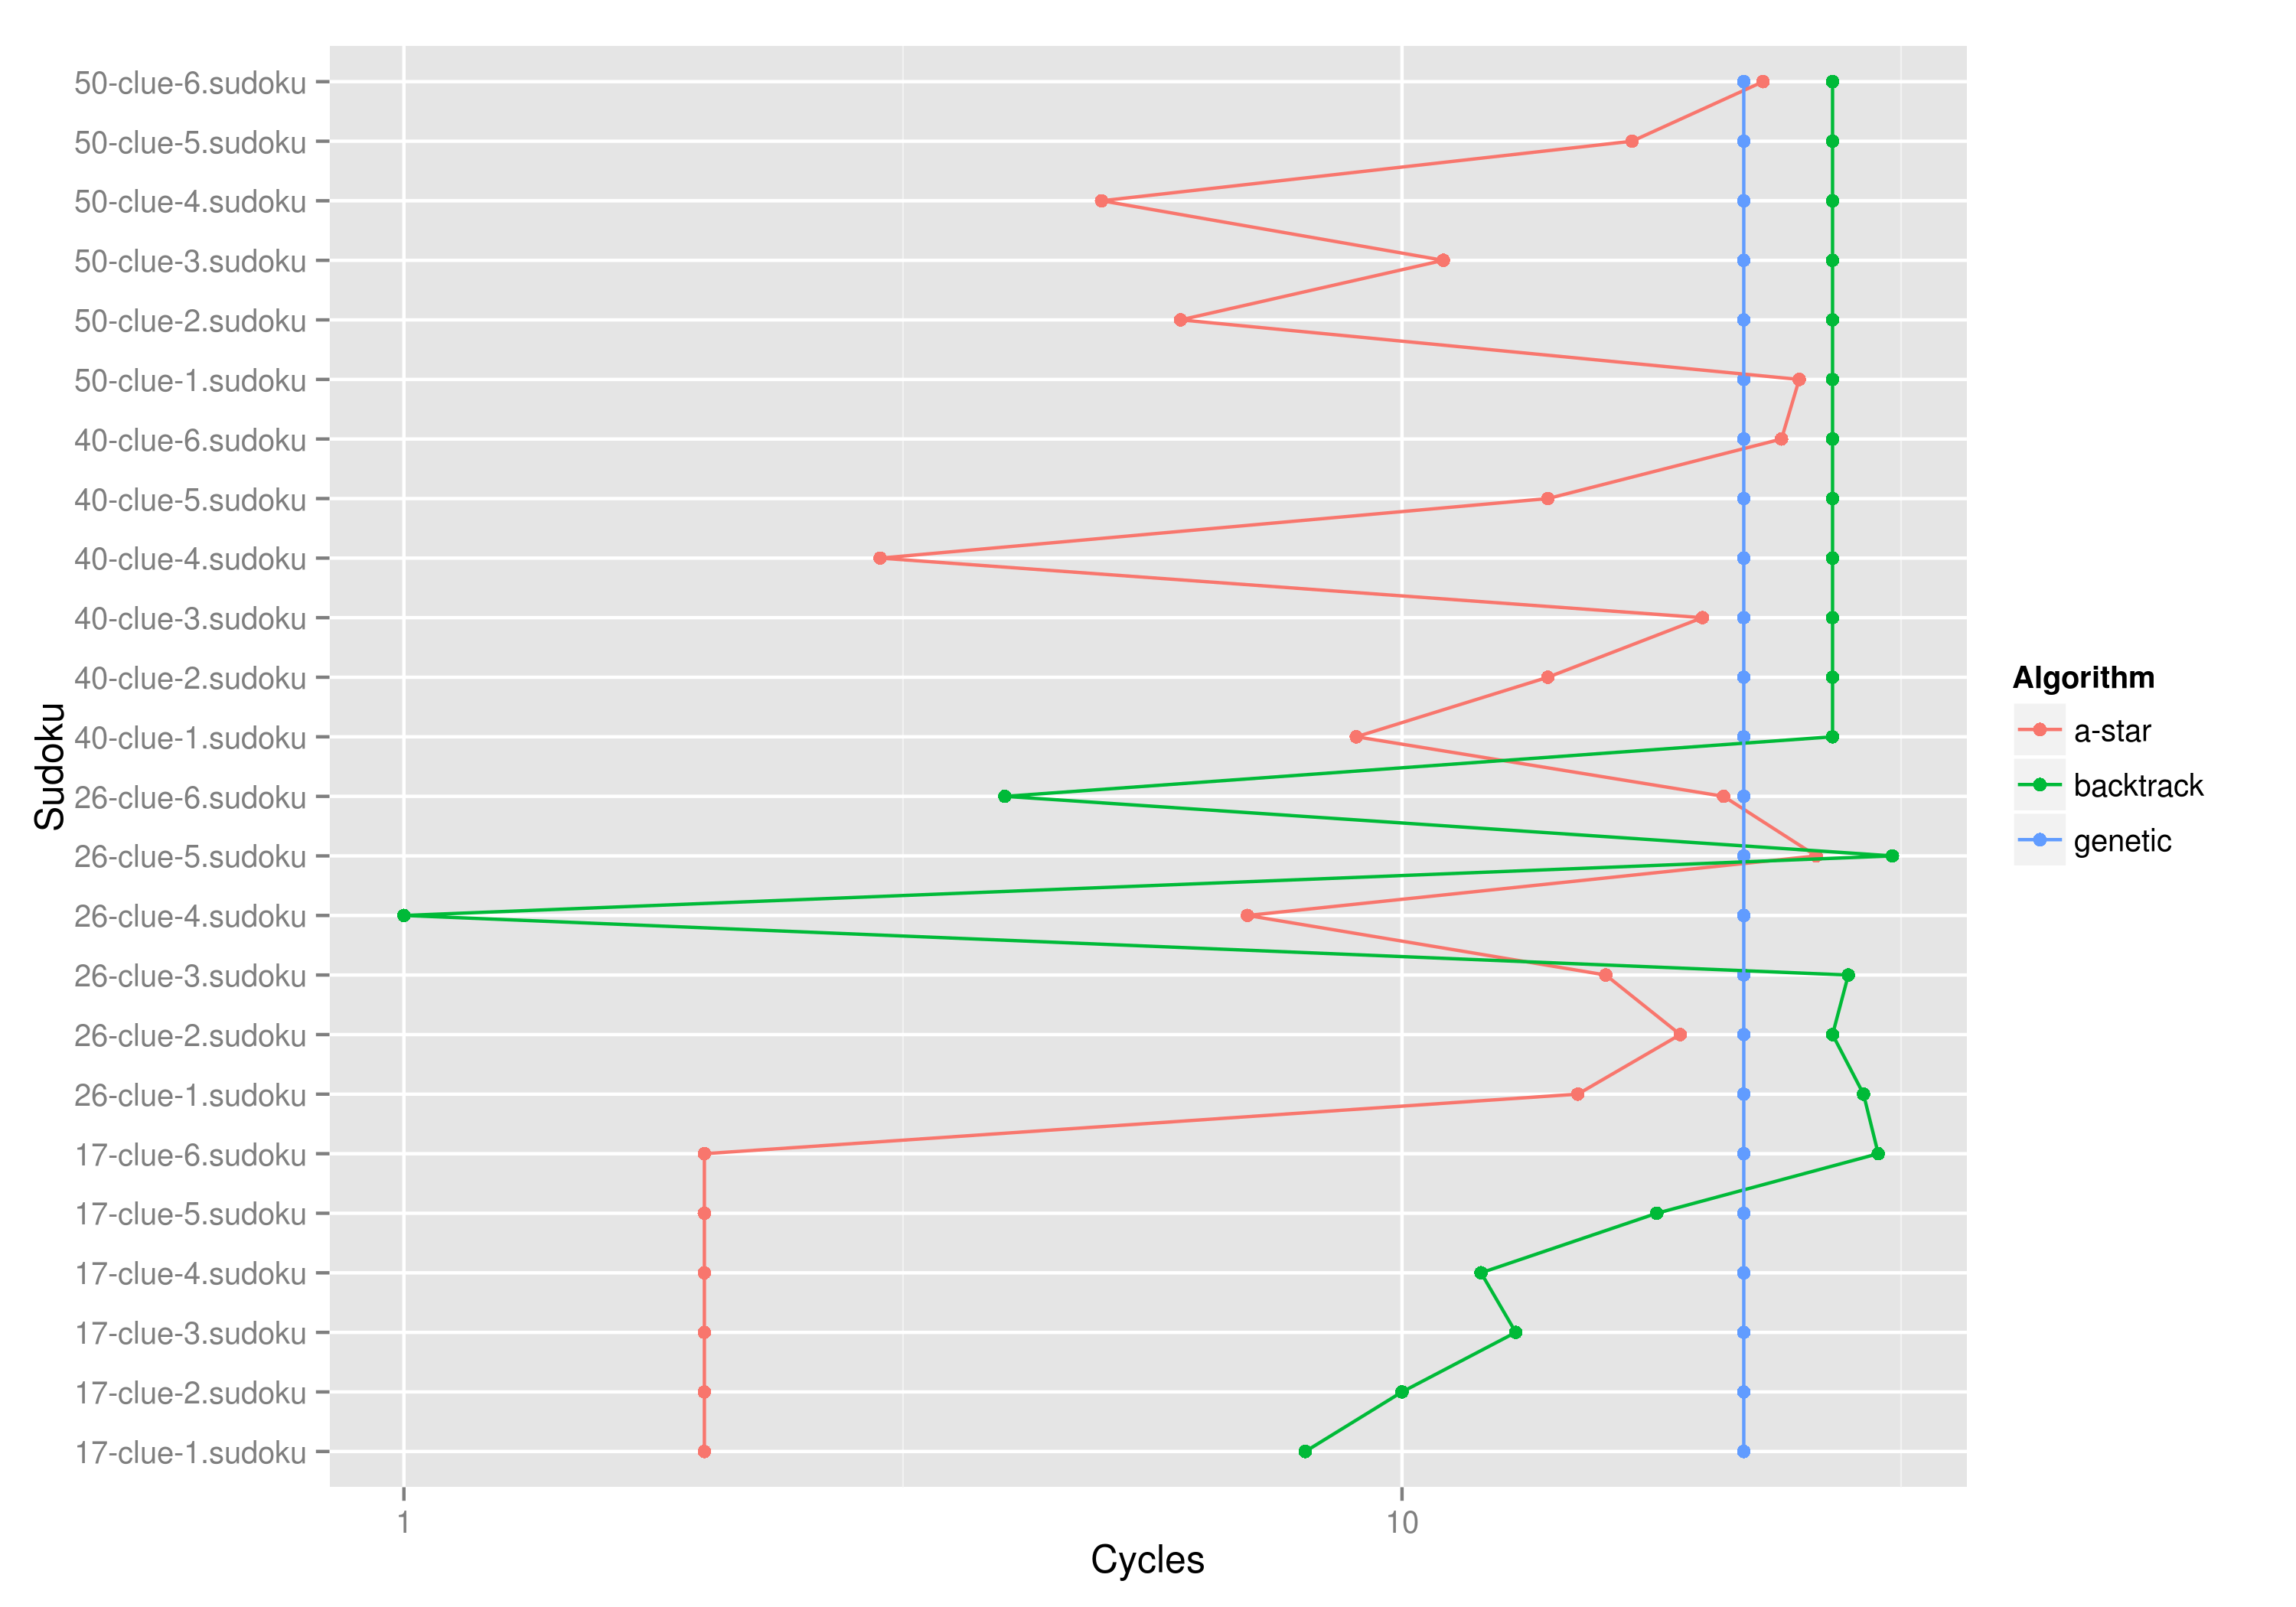 50-clue-6.sudoku
50-clue-5.sudoku
50-clue-4.sudoku
50-clue-3.sudoku
50-clue-2.sudoku
50-clue-1.sudoku
40-clue-6.sudoku
40-clue-5.sudoku
40-clue-4.sudoku
40-clue-3.sudoku
40-clue-2.sudoku
40-clue-1.sudoku
26-clue-6.sudoku
26-clue-5.sudoku
26-clue-4.sudoku
26-clue-3.sudoku
26-clue-2.sudoku
26-clue-1.sudoku
17-clue-6.sudoku
17-clue-5.sudoku
17-clue-4.sudoku
17-clue-3.sudoku
17-clue-2.sudoku
17-clue-1.sudoku
Sudoku
1 10
Cycles
Algorithm
a-star
backtrack
genetic